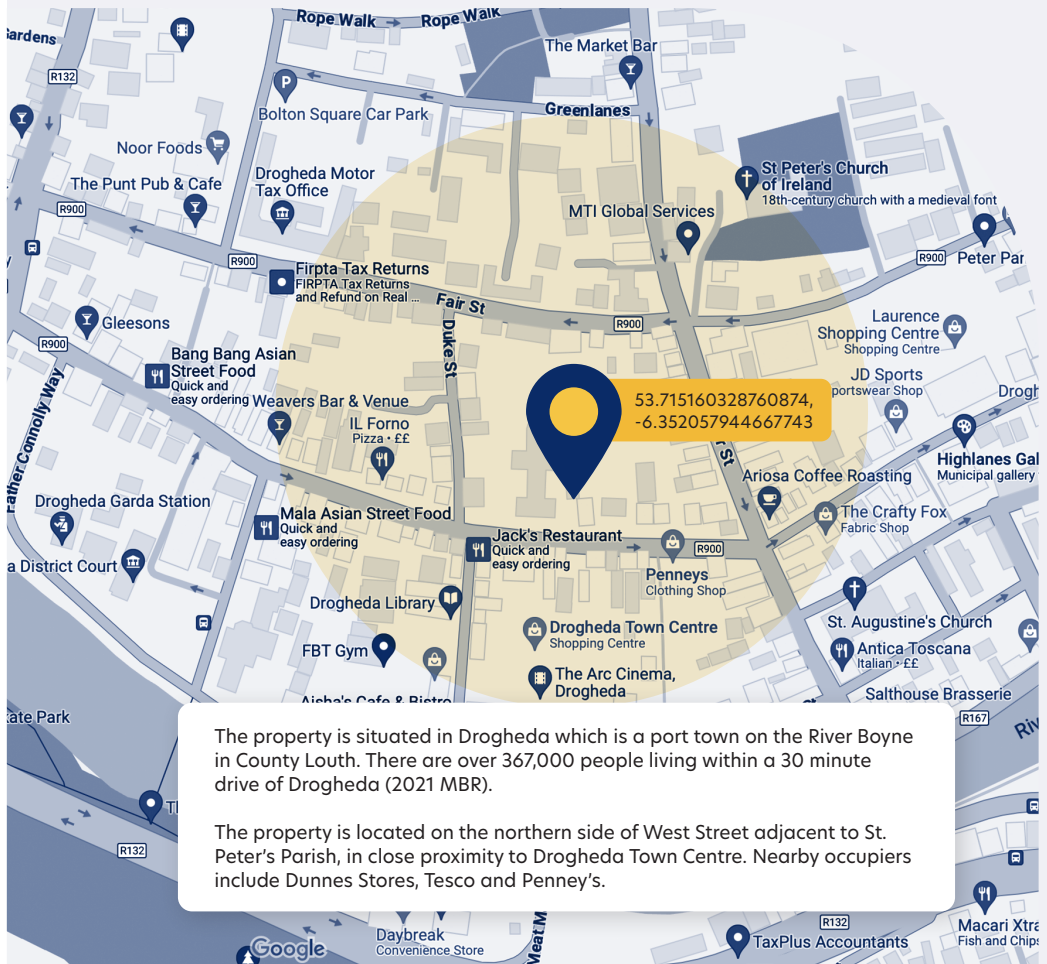 Rope Walk
Rope Walk
The Market Bar
R132
Bolton Square Car Park
Greenlanes
Noor Foods
The Punt Pub & Cafe
Drogheda Motor
Tax Office
St Peter's Church
of Ireland
18th-century church with a medieval font
R900
MTI Global Services
R900
Firpta Tax Returns
FIRPTA Tax Returns
and Refund on Real ...
R900
Peter Par
Fair St
R900
Gleesons
Duke St
Laurence
Shopping Centre
Shopping Centre
R900
Bang Bang Asian
Street Food
Quick and
easy ordering
JD Sports
portswear Shop
Weavers Bar & Venue
53.715160328760874,
-6.352057944667743
IL Forno
Pizza · ££
r St
Father Connolly Way
Highlanes Gal
Municipal gallery
Ariosa Coffee Roasting
Drogheda Garda Station
Mala Asian Street Food
Quick and
easy ordering
The Crafty Fox
Fabric Shop
Jack's Restaurant
Quick and
easy ordering
R900
a District Court
Penneys
Clothing Shop
Drogheda Library
St. Augustine's Church
Drogheda Town Centre
Shopping Centre
FBT Gym
Antica Toscana
Italian · ££
The Arc Cinema,
Drogheda
Aisha's Cafe & Bistro
Salthouse Brasserie
R167
The property is situated in Drogheda which is a port town on the River Boyne
in County Louth. There are over 367,000 people living within a 30 minute
drive of Drogheda (2021 MBR).
The property is located on the northern side of West Street adjacent to St.
Peter's Parish, in close proximity to Drogheda Town Centre. Nearby occupiers
include Dunnes Stores, Tesco and Penney's.
R132
R132
Macari Xtra
Fish and Chips
Google
Daybreak
Convenience Store
Meat M
TaxPlus Accountants